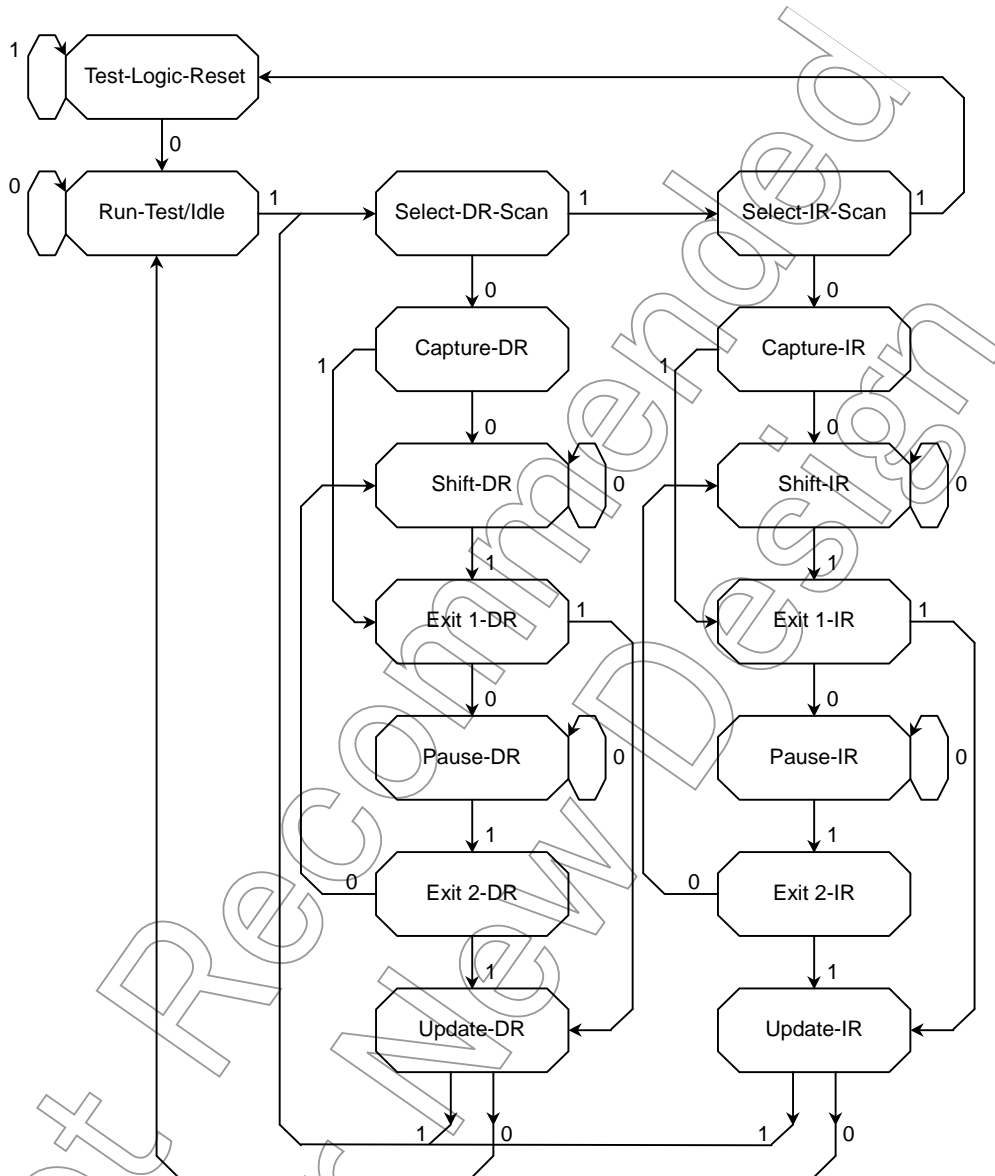 1
Test-Logic-Reset
0
0
Run-Test/Idle
1
Select-DR-Scan
1
Select-IR-Scan
1
0
0
Capture-DR
Capture-IR
1
1
0
0
Shift-DR
0
Shift-IR
0
1
1
Exit 1-DR
1
Exit 1-IR
1
0
0
Pause-DR
0
Pause-IR
0
1
1
0
Exit 2-DR
0
Exit 2-IR
1
1
Update-DR
Update-IR
1
0
1
0
Recommended
New Design